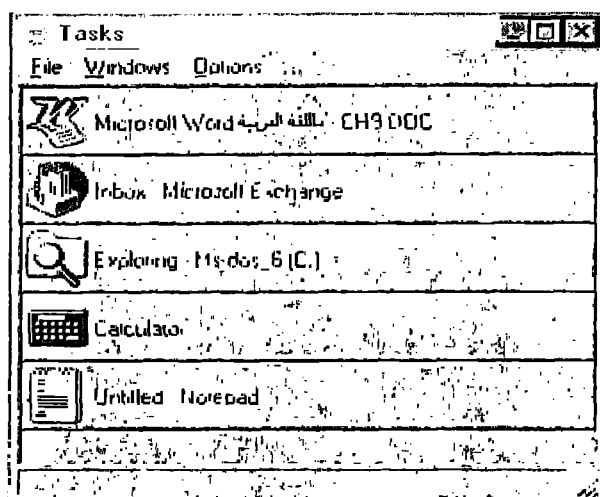 Tasks
File Windows Options
Microsoft Word باللغة العربية - CH9.DOC
Inbox - Microsoft Exchange
Exploring - Ms-dos_6 (C:)
Calculator
Untitled - Notepad